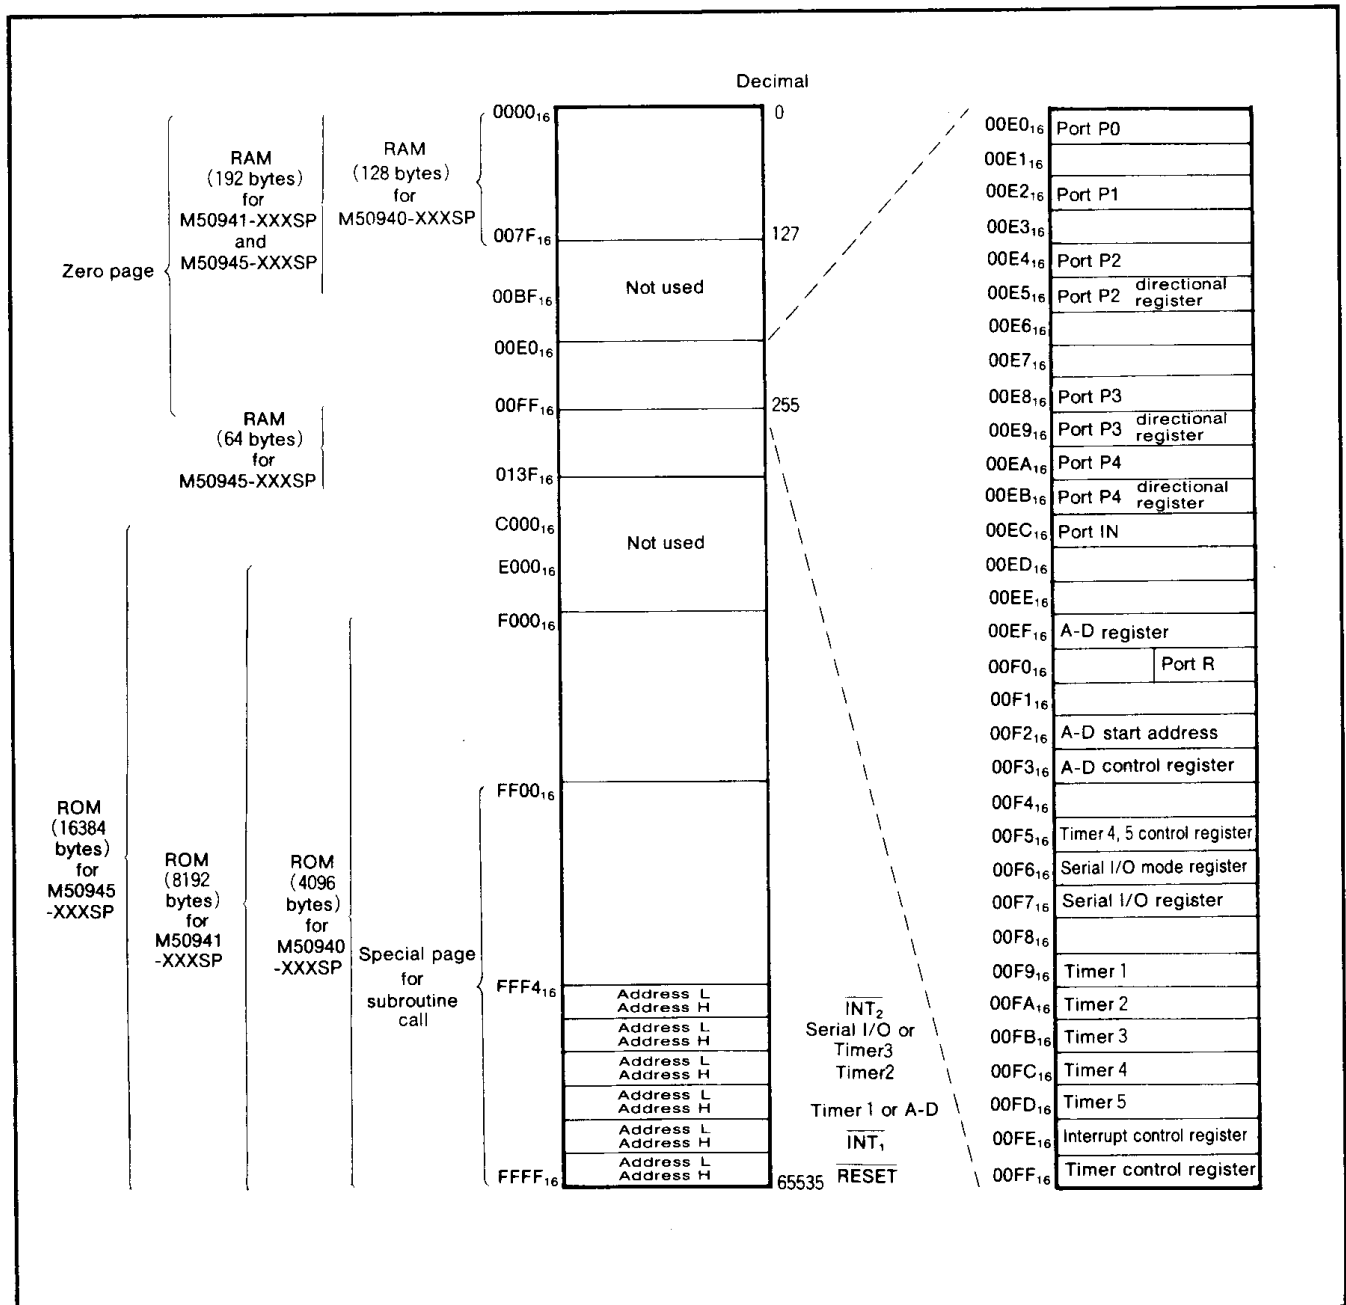 Decimal
0000₁₆
0
RAM
(192 bytes)
for
M50941-XXXSP
and
M50945-XXXSP
RAM
(128 bytes)
for
M50940-XXXSP
007F₁₆
127
Zero page
Not used
00BF₁₆
00E0₁₆
00FF₁₆
255
RAM
(64 bytes)
for
M50945-XXXSP
013F₁₆
C000₁₆
Not used
E000₁₆
F000₁₆
FF00₁₆
ROM
(16384
bytes)
for
M50945
-XXXSP
ROM
(8192
bytes)
for
M50941
-XXXSP
ROM
(4096
bytes)
for
M50940
-XXXSP
Special page
for
subroutine
call
FFF4₁₆
Address L
Address H
INT₂
Address L
Address H
Serial I/O or
Timer3
Address L
Address H
Timer2
Address L
Address H
Timer 1 or A-D
Address L
Address H
INT₁
Address L
Address H
FFFF₁₆
65535
RESET
00E0₁₆ Port P0
00E1₁₆
00E2₁₆ Port P1
00E3₁₆
00E4₁₆ Port P2
00E5₁₆ Port P2 directional
register
00E6₁₆
00E7₁₆
00E8₁₆ Port P3
00E9₁₆ Port P3 directional
register
00EA₁₆ Port P4
00EB₁₆ Port P4 directional
register
00EC₁₆ Port IN
00ED₁₆
00EE₁₆
00EF₁₆ A-D register
00F0₁₆ Port R
00F1₁₆
00F2₁₆ A-D start address
00F3₁₆ A-D control register
00F4₁₆
00F5₁₆ Timer 4, 5 control register
00F6₁₆ Serial I/O mode register
00F7₁₆ Serial I/O register
00F8₁₆
00F9₁₆ Timer 1
00FA₁₆ Timer 2
00FB₁₆ Timer 3
00FC₁₆ Timer 4
00FD₁₆ Timer 5
00FE₁₆ Interrupt control register
00FF₁₆ Timer control register